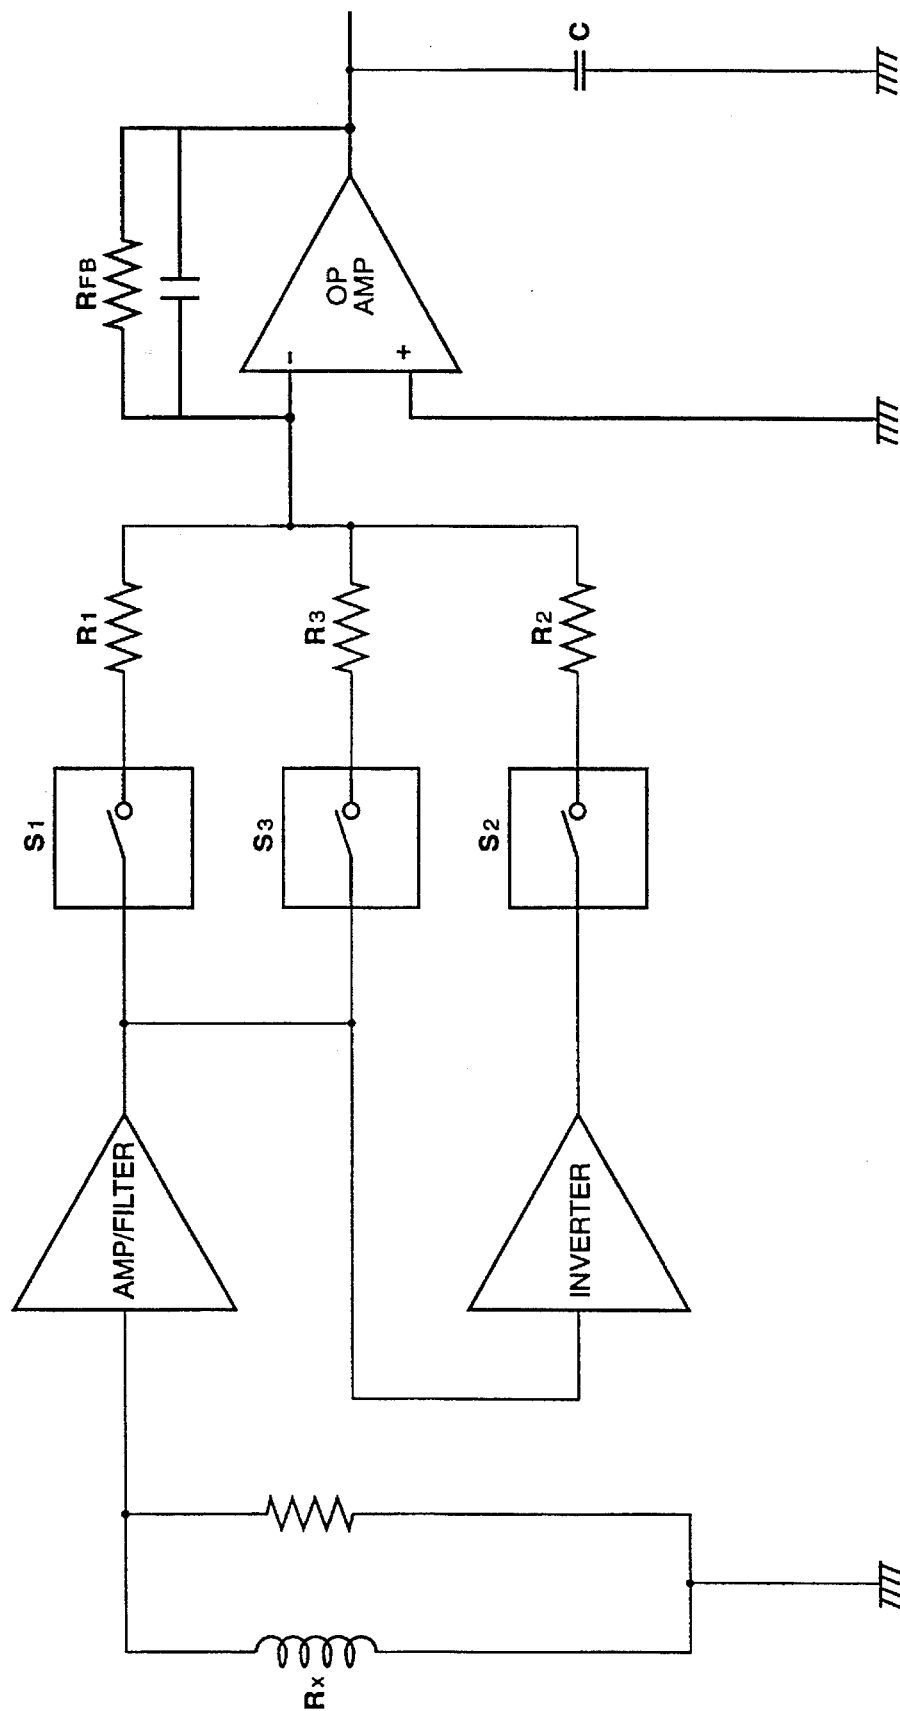 Rx
AMP/FILTER
INVERTER
S1
S3
S2
R1
R3
R2
RFB
-
+
OP
AMP
C